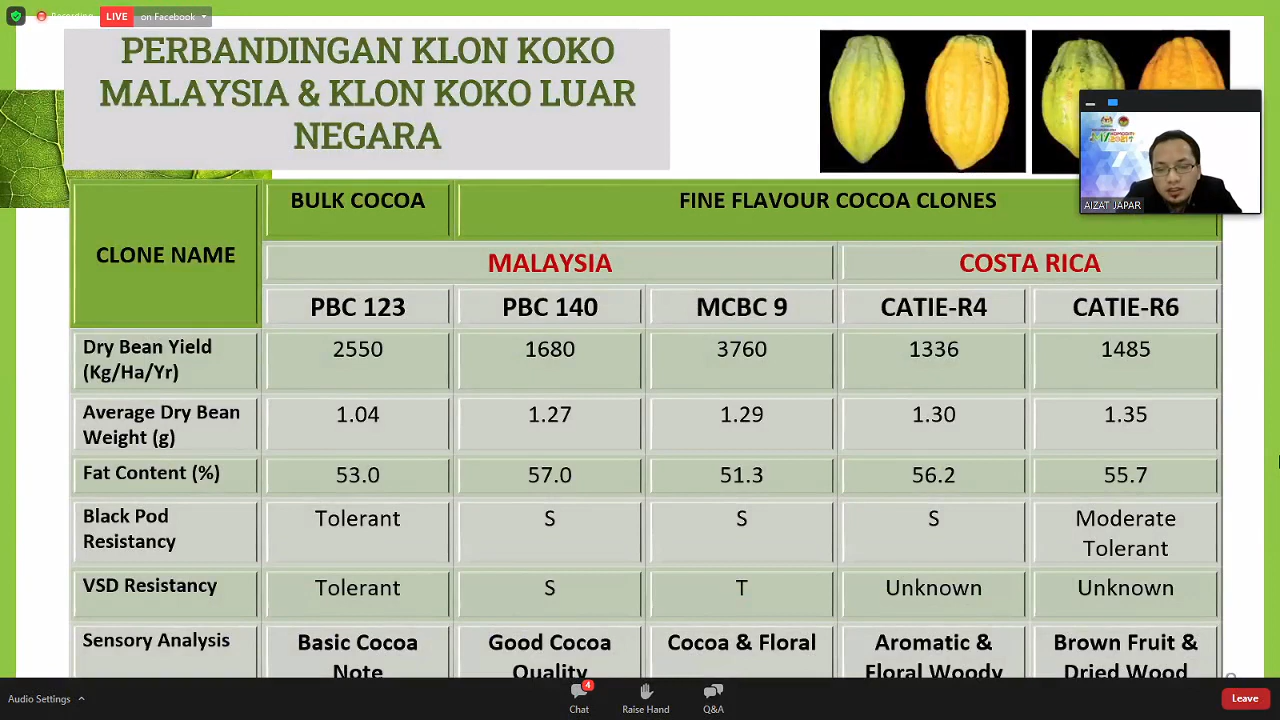 Recording
LIVE
on Facebook
PERBANDINGAN KLON KOKO
MALAYSIA & KLON KOKO LUAR
NEGARA
AIZAT JAPAR
CLONE NAME
BULK COCOA
FINE FLAVOUR COCOA CLONES
MALAYSIA
COSTA RICA
PBC 123
PBC 140
MCBC 9
CATIE-R4
CATIE-R6
Dry Bean Yield
(Kg/Ha/Yr)
2550
1680
3760
1336
1485
Average Dry Bean
Weight (g)
1.04
1.27
1.29
1.30
1.35
Fat Content (%)
53.0
57.0
51.3
56.2
55.7
Black Pod
Resistancy
Tolerant
S
S
S
Moderate
Tolerant
VSD Resistancy
Tolerant
S
T
Unknown
Unknown
Sensory Analysis
Basic Cocoa
Note
Good Cocoa
Quality
Cocoa & Floral
Aromatic &
Floral Woody
Brown Fruit &
Dried Wood
Audio Settings
4
Chat
Raise Hand
Q&A
Leave